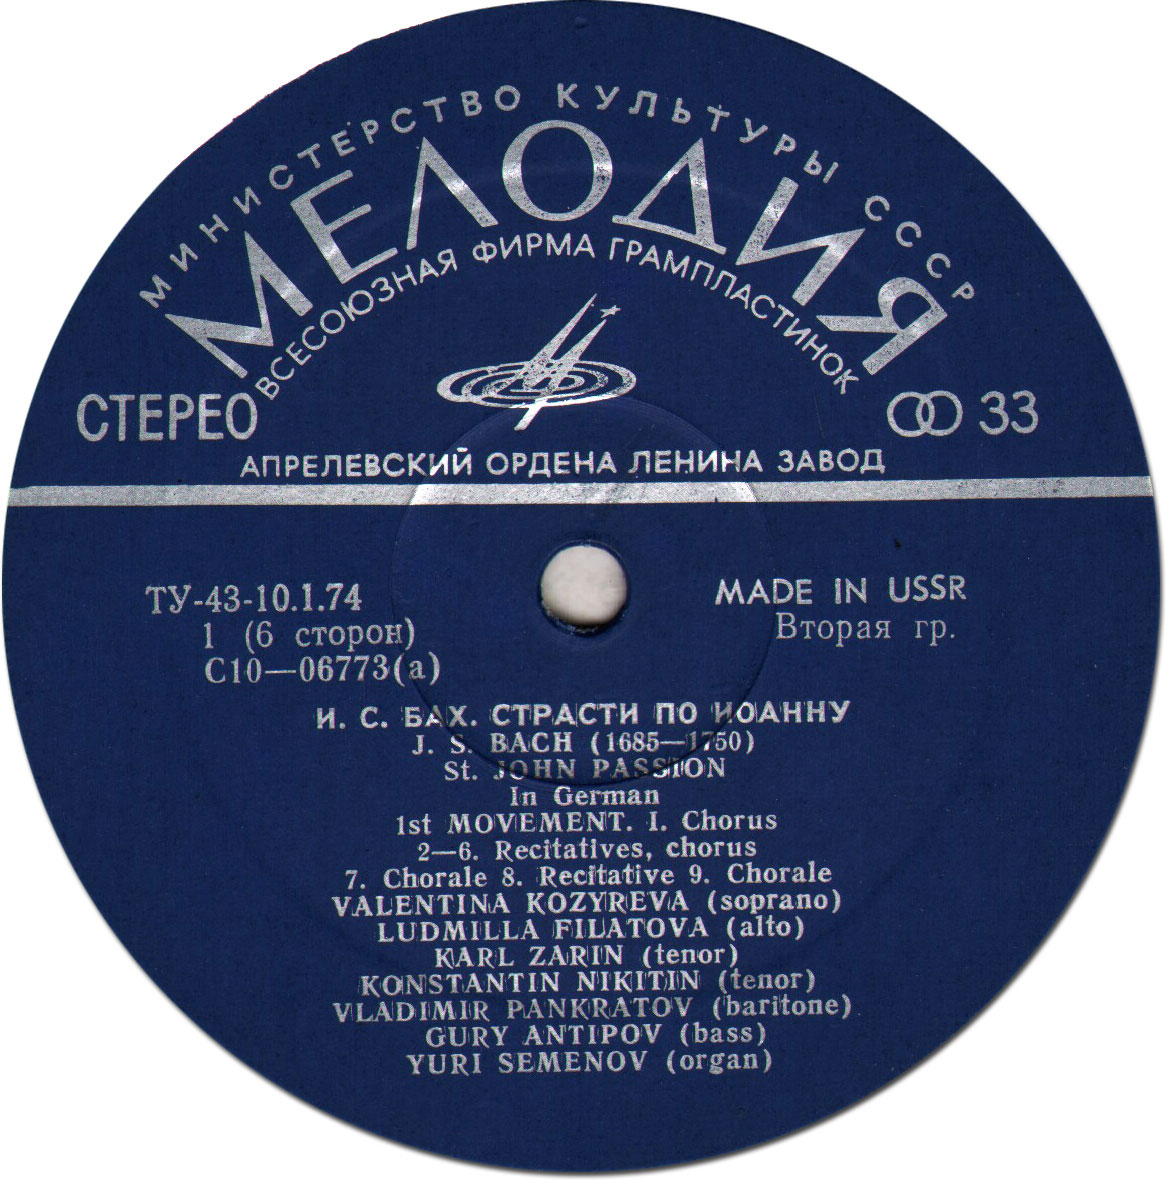 МИНИСТЕРСТВО КУЛЬТУРЫ СССР
МЕЛОДИЯ
ВСЕСОЮЗНАЯ ФИРМА ГРАМПЛАСТИНОК
СТЕРЕО
33
АПРЕЛЕВСКИЙ ОРДЕНА ЛЕНИНА ЗАВОД
ТУ-43-10.1.74
1 (6 сторон)
С10—06773(а)
MADE IN USSR
Вторая гр.
И. С. БАХ. СТРАСТИ ПО ИОАННУ
J. S. BACH (1685—1750)
St. JOHN PASSION
In German
1st MOVEMENT. I. Chorus
2—6. Recitatives, chorus
7. Chorale 8. Recitative 9. Chorale
VALENTINA KOZYREVA (soprano)
LUDMILLA FILATOVA (alto)
KARL ZARIN (tenor)
KONSTANTIN NIKITIN (tenor)
VLADIMIR PANKRATOV (baritone)
GURY ANTIPOV (bass)
YURI SEMENOV (organ)